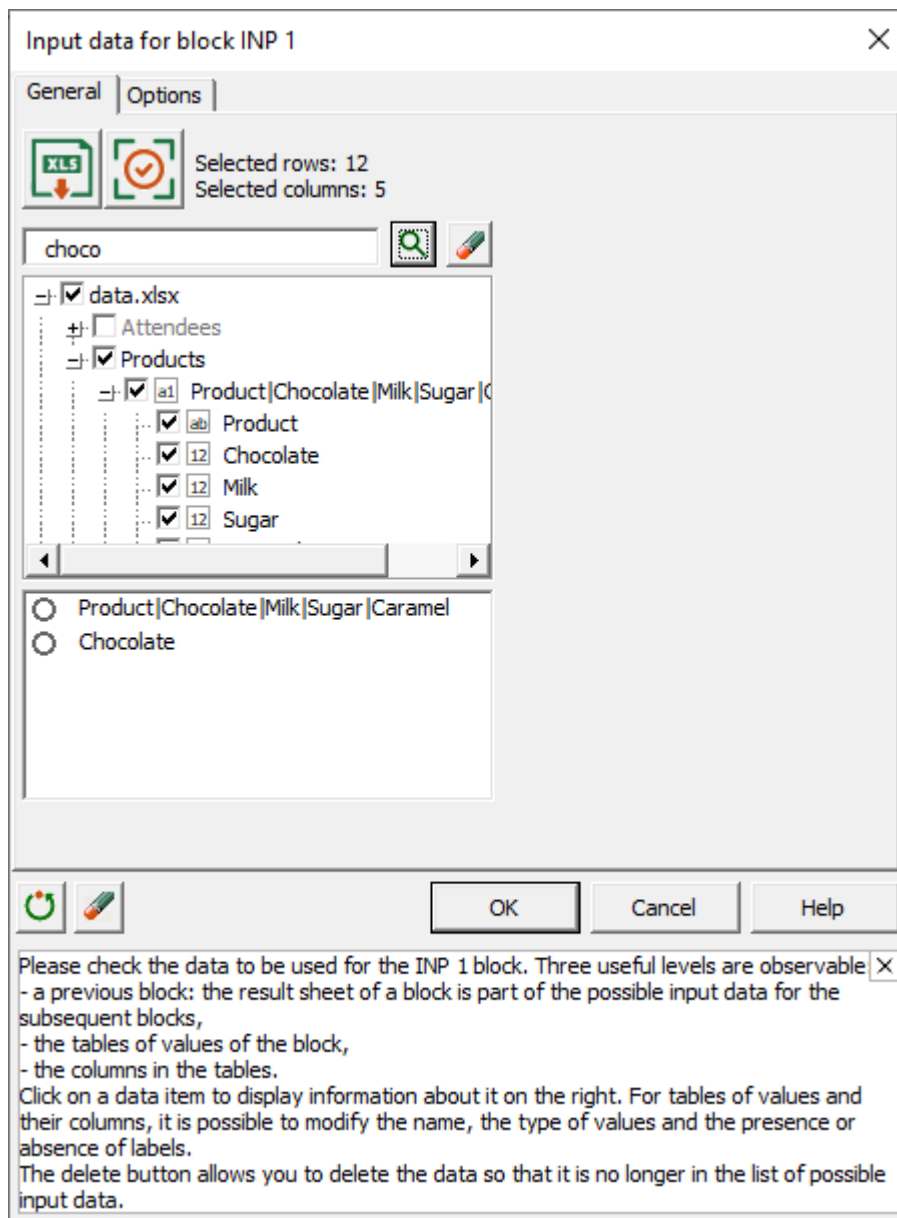 Input data for block INP 1
General
Options
XLS
Selected rows: 12
Selected columns: 5
choco
data.xlsx
Attendees
Products
a1 Product|Chocolate|Milk|Sugar|
ab Product
12 Chocolate
12 Milk
12 Sugar
Product|Chocolate|Milk|Sugar|Caramel
Chocolate
OK
Cancel
Help
Please check the data to be used for the INP 1 block. Three useful levels are observable
- a previous block: the result sheet of a block is part of the possible input data for the
subsequent blocks,
- the tables of values of the block,
- the columns in the tables.
Click on a data item to display information about it on the right. For tables of values and
their columns, it is possible to modify the name, the type of values and the presence or
absence of labels.
The delete button allows you to delete the data so that it is no longer in the list of possible
input data.